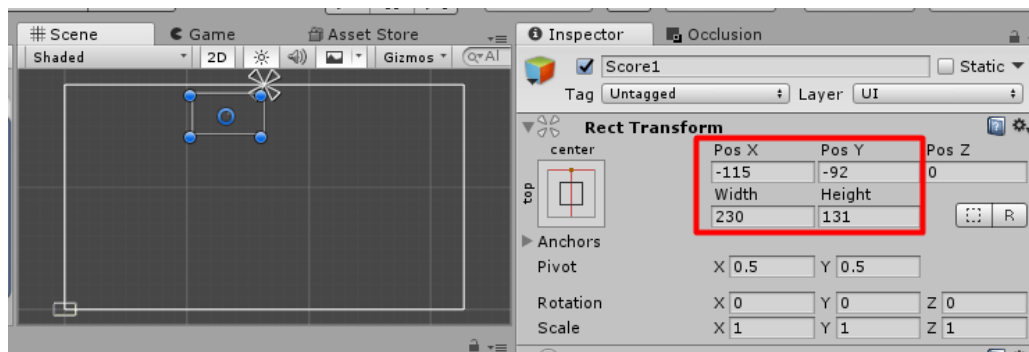 Scene Game Asset Store
Shaded 2D Gizmos Q▾Al
Inspector Occlusion
Score1 Static
Tag Untagged Layer UI
Rect Transform
center Pos X Pos Y Pos Z
-115 -92 0
top Width Height
230 131 R
Anchors
Pivot X 0.5 Y 0.5
Rotation X 0 Y 0 Z 0
Scale X 1 Y 1 Z 1